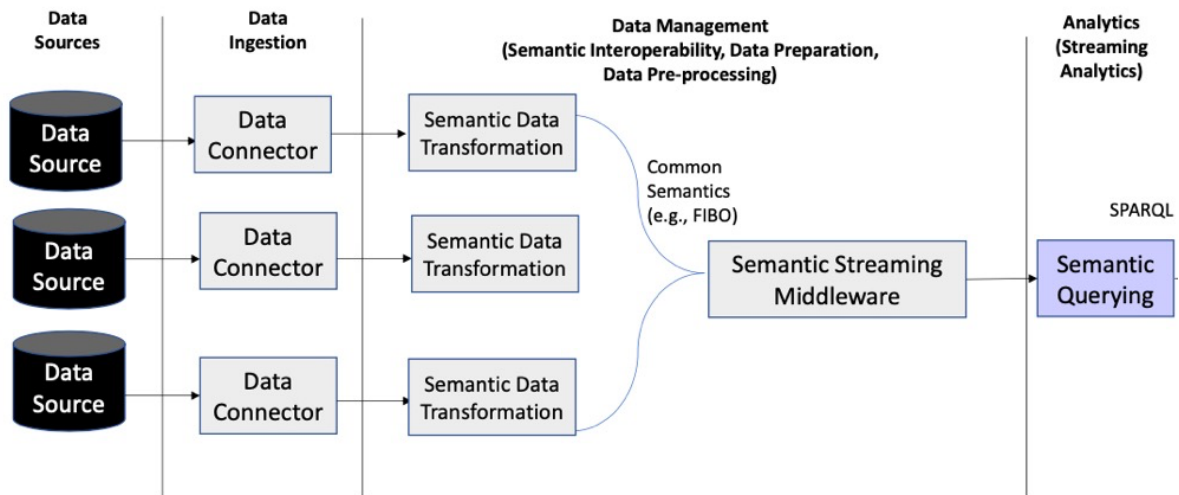 Data
Sources
Data
Ingestion
Data Management
(Semantic Interoperability, Data Preparation,
Data Pre-processing)
Analytics
(Streaming
Analytics)
Data
Source
Data
Connector
Semantic Data
Transformation
Common
Semantics
(e.g., FIBO)
Data
Source
Data
Connector
Semantic Data
Transformation
Semantic Streaming
Middleware
SPARQL
Semantic
Querying
Data
Source
Data
Connector
Semantic Data
Transformation